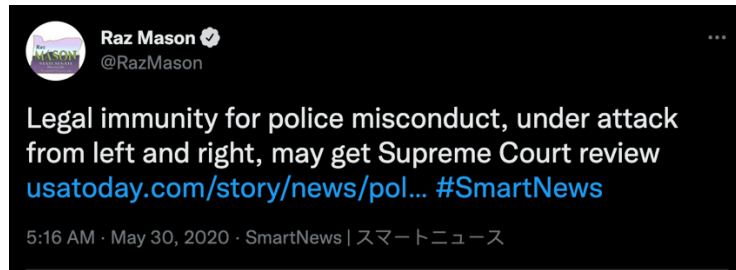 Raz Mason
@RazMason
Legal immunity for police misconduct, under attack
from left and right, may get Supreme Court review
usatoday.com/story/news/pol... #SmartNews
5:16 AM · May 30, 2020 · SmartNews | スマートニュース
Raz
MASON